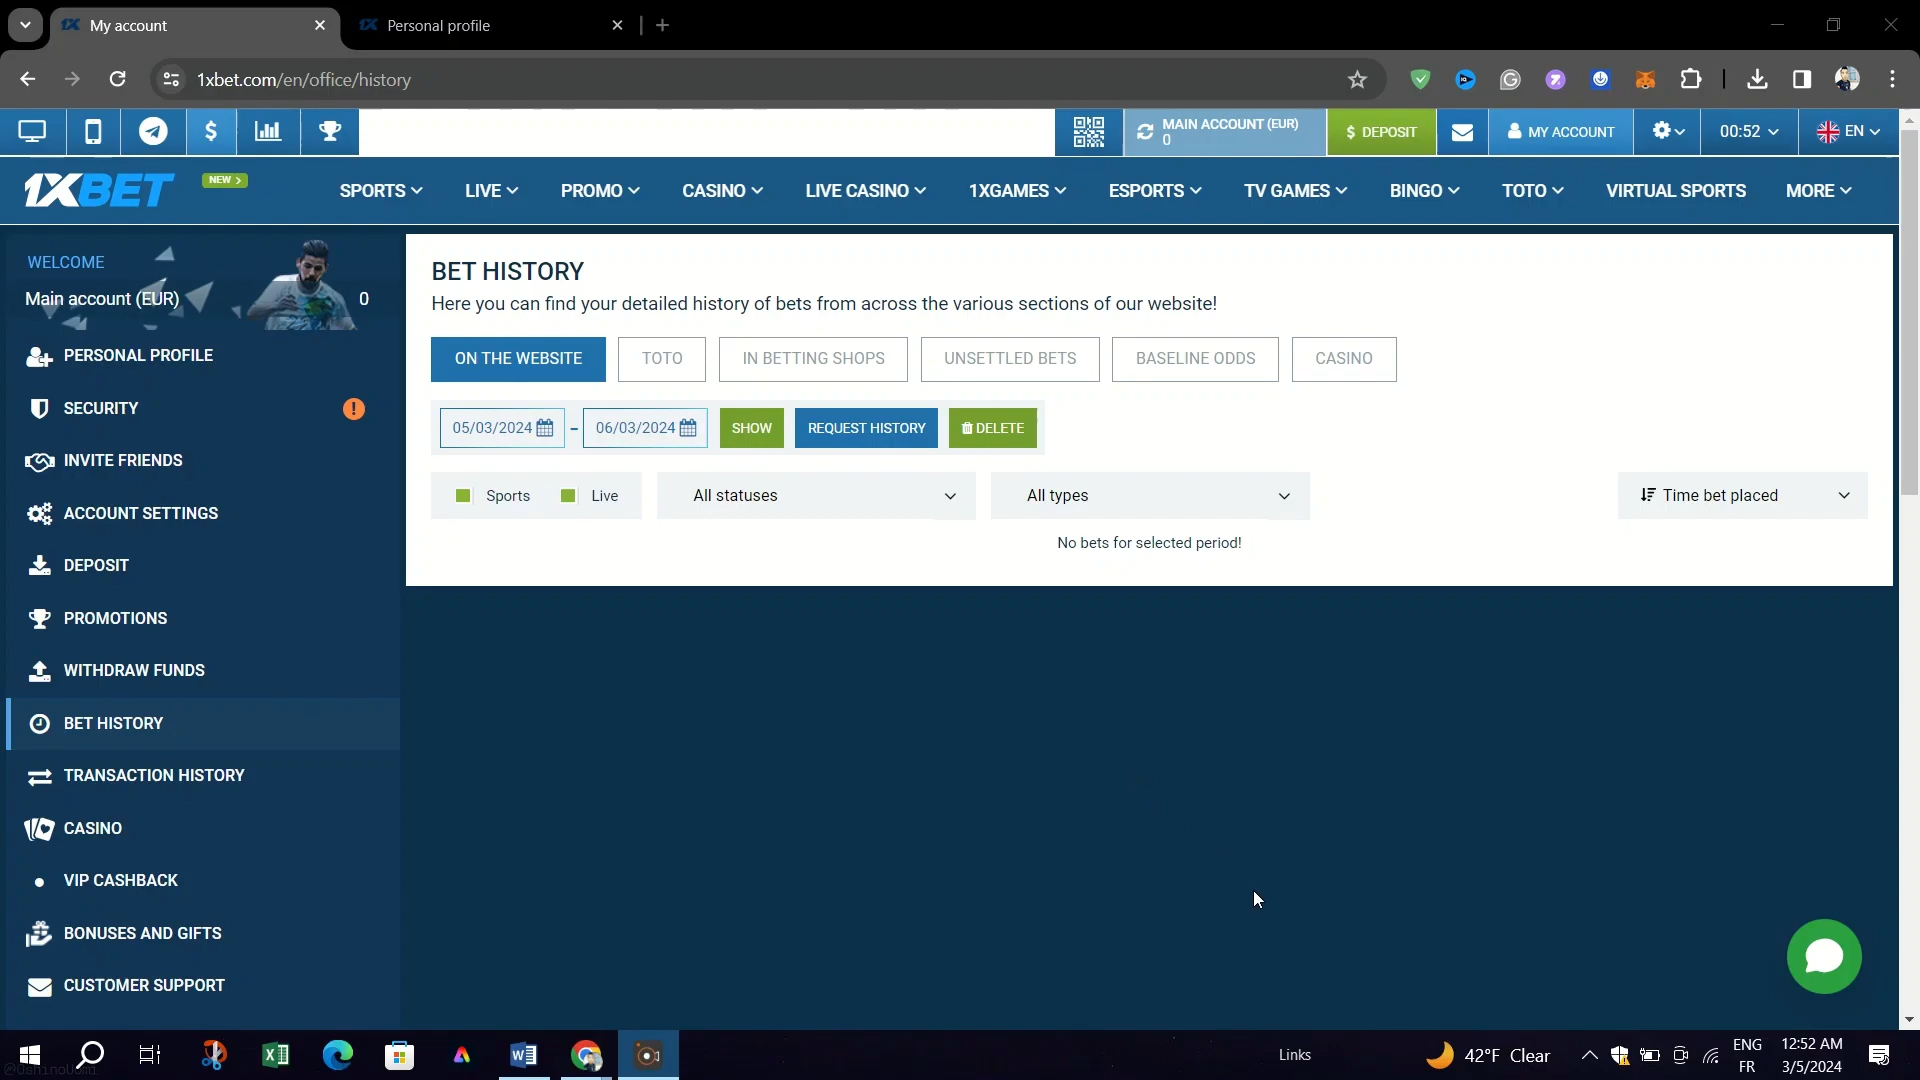 My account
Personal profile
1xbet.com/en/office/history
MAIN ACCOUNT (EUR)
0
$ DEPOSIT
MY ACCOUNT
00:52
EN
1XBET
NEW >
SPORTS
LIVE
PROMO
CASINO
LIVE CASINO
1XGAMES
ESPORTS
TV GAMES
BINGO
TOTO
VIRTUAL SPORTS
MORE
WELCOME
Main account (EUR)
0
PERSONAL PROFILE
SECURITY
!
INVITE FRIENDS
ACCOUNT SETTINGS
DEPOSIT
PROMOTIONS
WITHDRAW FUNDS
BET HISTORY
TRANSACTION HISTORY
CASINO
VIP CASHBACK
BONUSES AND GIFTS
CUSTOMER SUPPORT
BET HISTORY
Here you can find your detailed history of bets from across the various sections of our website!
ON THE WEBSITE
TOTO
IN BETTING SHOPS
UNSETTLED BETS
BASELINE ODDS
CASINO
05/03/2024 - 06/03/2024
SHOW
REQUEST HISTORY
DELETE
Sports
Live
All statuses
All types
Time bet placed
No bets for selected period!
Links
42°F Clear
ENG
FR
12:52 AM
3/5/2024